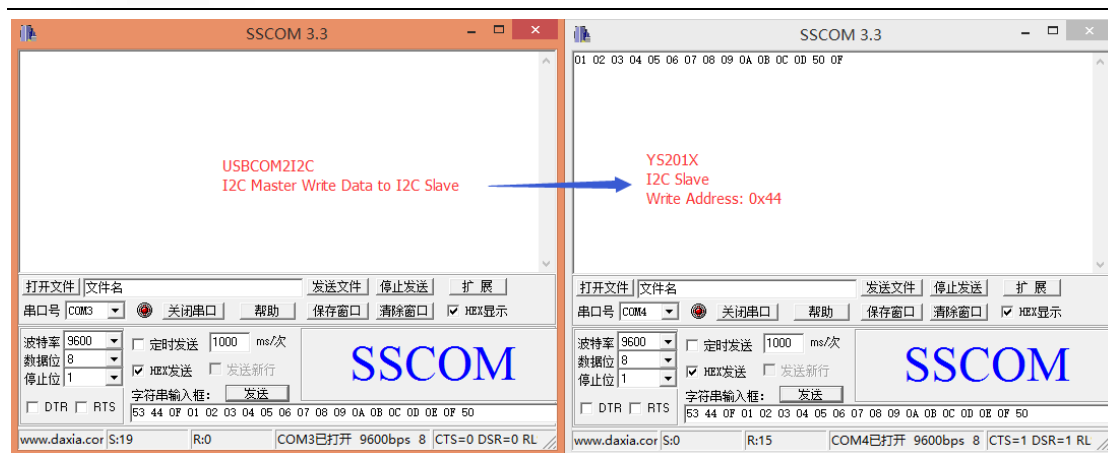 SSCOM 3.3
USBCOM2I2C
I2C Master Write Data to I2C Slave
打开文件 文件名 发送文件 停止发送 扩 展
串口号 COM3 关闭串口 帮助 保存窗口 清除窗口 HEX显示
波特率 9600 定时发送 1000 ms/次
数据位 8 HEX发送 发送新行
停止位 1 字符串输入框: 发送
DTR RTS 53 44 0F 01 02 03 04 05 06 07 08 09 0A 0B 0C 0D 0E 0F 50
SSCOM
www.daxia.cor S:19 R:0 COM3已打开 9600bps 8 CTS=0 DSR=0 RL
SSCOM 3.3
01 02 03 04 05 06 07 08 09 0A 0B 0C 0D 50 0F
YS201X
I2C Slave
Write Address: 0x44
打开文件 文件名 发送文件 停止发送 扩 展
串口号 COM4 关闭串口 帮助 保存窗口 清除窗口 HEX显示
波特率 9600 定时发送 1000 ms/次
数据位 8 HEX发送 发送新行
停止位 1 字符串输入框: 发送
DTR RTS 53 44 0F 01 02 03 04 05 06 07 08 09 0A 0B 0C 0D 0E 0F 50
SSCOM
www.daxia.cor S:0 R:15 COM4已打开 9600bps 8 CTS=1 DSR=1 RL